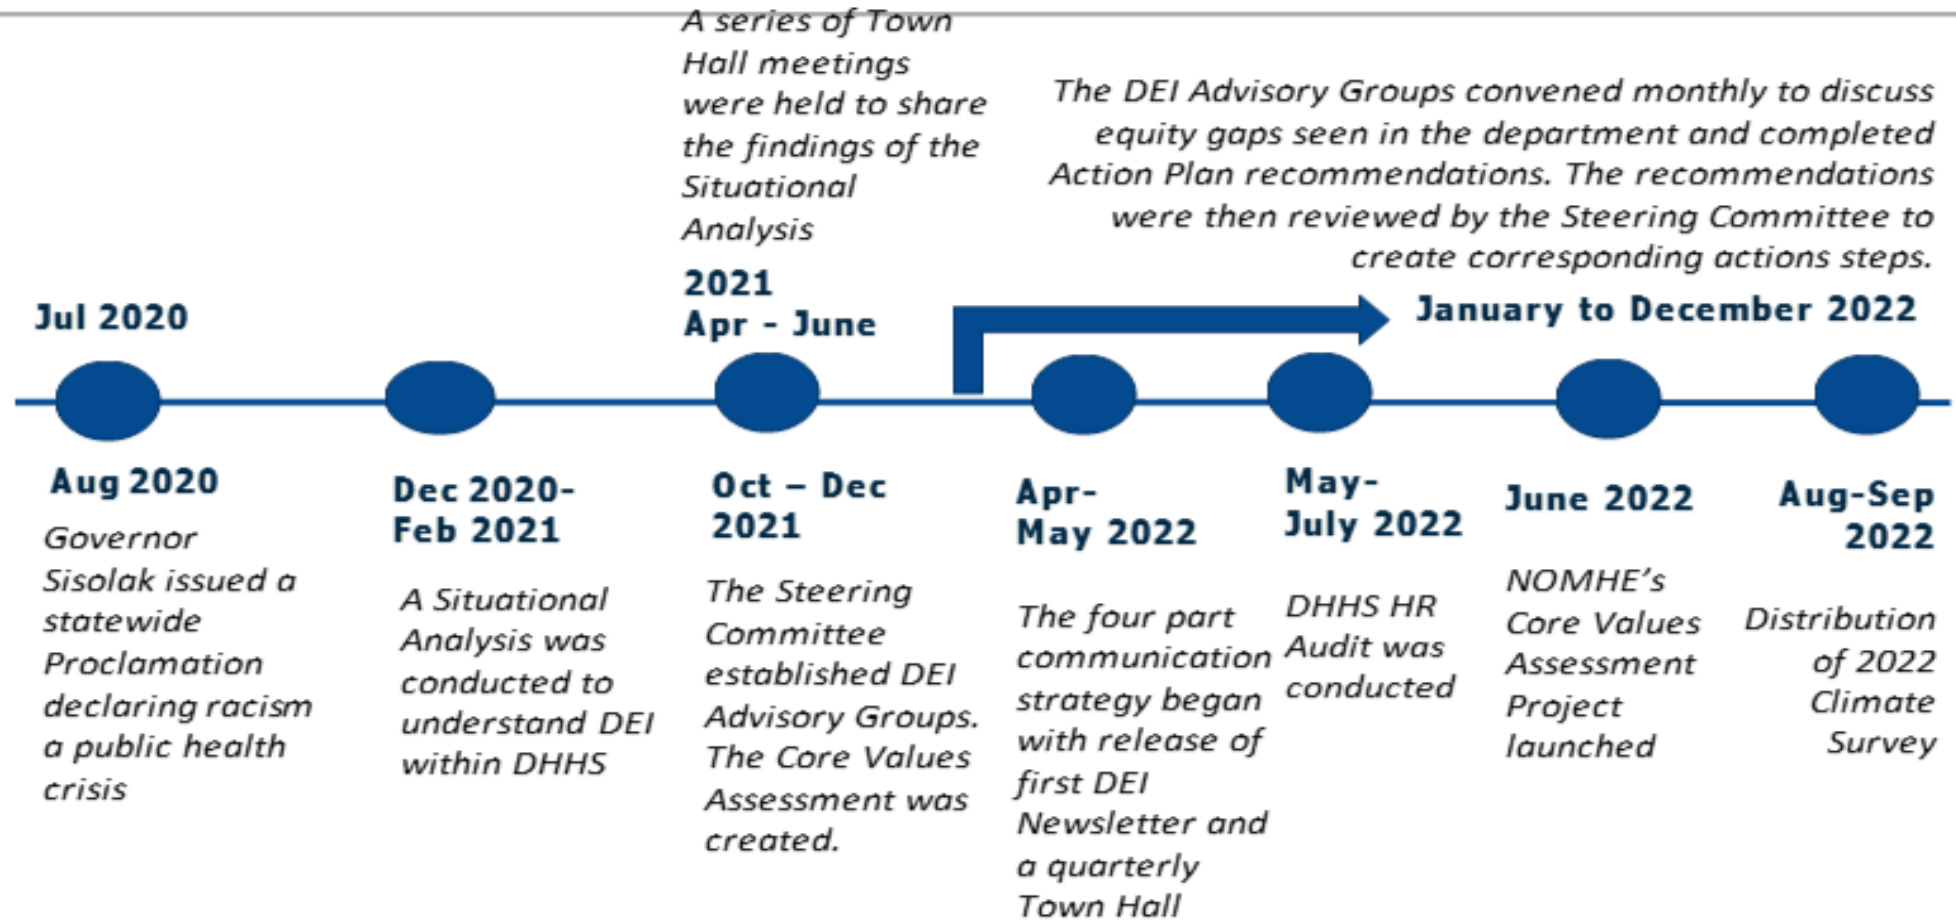 A series of Town
Hall meetings
were held to share
the findings of the
Situational
Analysis
The DEI Advisory Groups convened monthly to discuss
equity gaps seen in the department and completed
Action Plan recommendations. The recommendations
were then reviewed by the Steering Committee to
create corresponding actions steps.
Jul 2020
2021
Apr - June
January to December 2022
Aug 2020
Governor
Sisolak issued a
statewide
Proclamation
declaring racism
a public health
crisis
Dec 2020-
Feb 2021
A Situational
Analysis was
conducted to
understand DEI
within DHHS
Oct – Dec
2021
The Steering
Committee
established DEI
Advisory Groups.
The Core Values
Assessment was
created.
Apr-
May 2022
The four part
communication
strategy began
with release of
first DEI
Newsletter and
a quarterly
Town Hall
May-
July 2022
DHHS HR
Audit was
conducted
June 2022
NOMHE’s
Core Values
Assessment
Project
launched
Aug-Sep
2022
Distribution
of 2022
Climate
Survey